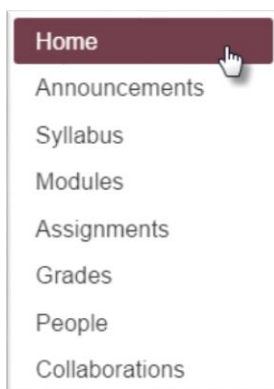 Home
Announcements
Syllabus
Modules
Assignments
Grades
People
Collaborations